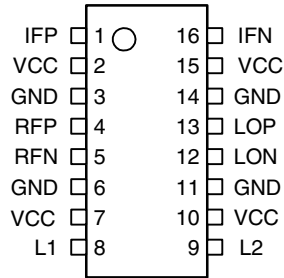 IFP 1 16 IFN
VCC 2 15 VCC
GND 3 14 GND
RFP 4 13 LOP
RFN 5 12 LON
GND 6 11 GND
VCC 7 10 VCC
L1 8 9 L2